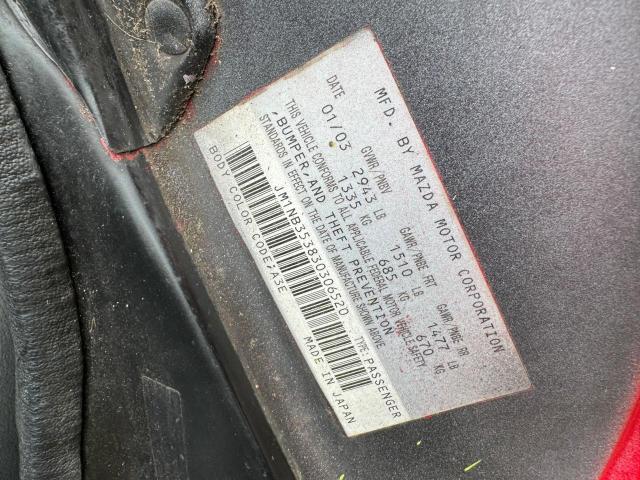 MFD. BY MAZDA MOTOR CORPORATION
DATE GVWR/PNBV GAWR/PNBE FRT GAWR/PNBE RR
01/03 2943 LB 1510 LB 1477 LB
1335 KG 685 KG 670 KG
THIS VEHICLE CONFORMS TO ALL APPLICABLE FEDERAL MOTOR VEHICLE SAFETY
, BUMPER, AND THEFT PREVENTION
STANDARDS IN EFFECT ON THE DATE OF MANUFACTURE SHOWN ABOVE.
JM1NB353830306520 TYPE: PASSENGER
BODY COLOR CODE/A3E MADE IN JAPAN